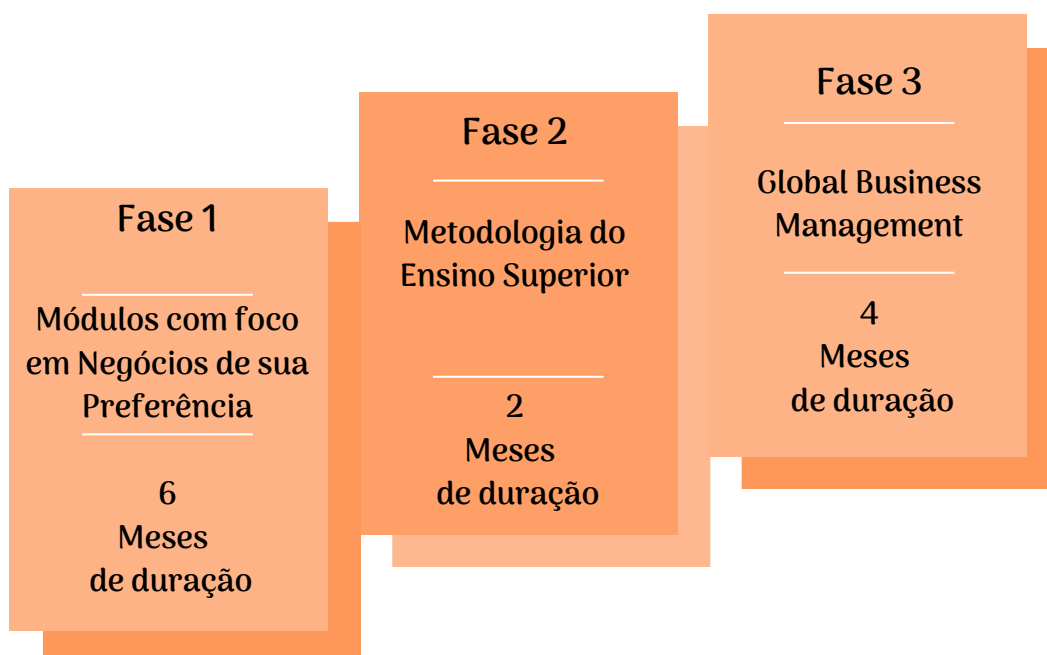 Fase 1
Módulos com foco
em Negócios de sua
Preferência
6
Meses
de duração
Fase 2
Metodologia do
Ensino Superior
2
Meses
de duração
Fase 3
Global Business
Management
4
Meses
de duração